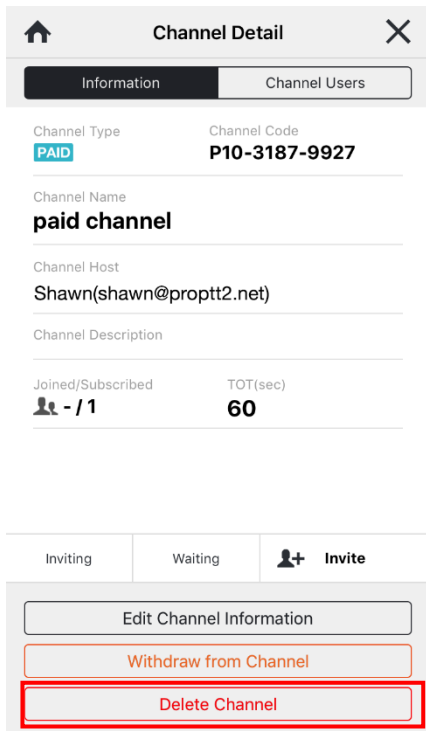 Channel Detail
Information Channel Users
Channel Type Channel Code
PAID P10-3187-9927
Channel Name
paid channel
Channel Host
Shawn(shawn@proptt2.net)
Channel Description
Joined/Subscribed TOT(sec)
- / 1 60
Inviting Waiting Invite
Edit Channel Information
Withdraw from Channel
Delete Channel